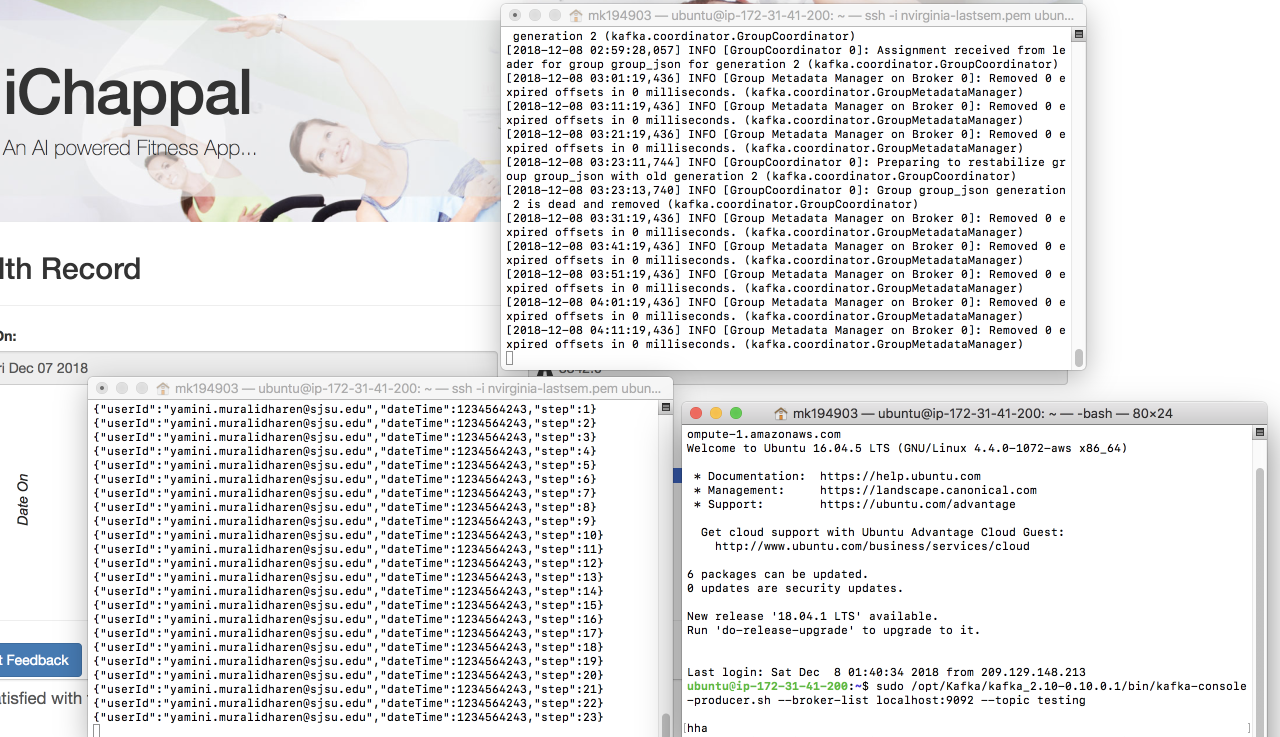 iChappal
An AI powered Fitness App...
lth Record
On:
ri Dec 07 2018
Date On
t Feedback
atisfied with
mk194903 — ubuntu@ip-172-31-41-200: ~ — ssh -i nvirginia-lastsem.pem ubun...
generation 2 (kafka.coordinator.GroupCoordinator)
[2018-12-08 02:59:28,057] INFO [GroupCoordinator 0]: Assignment received from le
ader for group group_json for generation 2 (kafka.coordinator.GroupCoordinator)
[2018-12-08 03:01:19,436] INFO [Group Metadata Manager on Broker 0]: Removed 0 e
xpired offsets in 0 milliseconds. (kafka.coordinator.GroupMetadataManager)
[2018-12-08 03:11:19,436] INFO [Group Metadata Manager on Broker 0]: Removed 0 e
xpired offsets in 0 milliseconds. (kafka.coordinator.GroupMetadataManager)
[2018-12-08 03:21:19,436] INFO [Group Metadata Manager on Broker 0]: Removed 0 e
xpired offsets in 0 milliseconds. (kafka.coordinator.GroupMetadataManager)
[2018-12-08 03:23:11,744] INFO [GroupCoordinator 0]: Preparing to restabilize gr
oup group_json with old generation 2 (kafka.coordinator.GroupCoordinator)
[2018-12-08 03:23:13,740] INFO [GroupCoordinator 0]: Group group_json generation
2 is dead and removed (kafka.coordinator.GroupCoordinator)
[2018-12-08 03:31:19,436] INFO [Group Metadata Manager on Broker 0]: Removed 0 e
xpired offsets in 0 milliseconds. (kafka.coordinator.GroupMetadataManager)
[2018-12-08 03:41:19,436] INFO [Group Metadata Manager on Broker 0]: Removed 0 e
xpired offsets in 0 milliseconds. (kafka.coordinator.GroupMetadataManager)
[2018-12-08 03:51:19,436] INFO [Group Metadata Manager on Broker 0]: Removed 0 e
xpired offsets in 0 milliseconds. (kafka.coordinator.GroupMetadataManager)
[2018-12-08 04:01:19,436] INFO [Group Metadata Manager on Broker 0]: Removed 0 e
xpired offsets in 0 milliseconds. (kafka.coordinator.GroupMetadataManager)
[2018-12-08 04:11:19,436] INFO [Group Metadata Manager on Broker 0]: Removed 0 e
xpired offsets in 0 milliseconds. (kafka.coordinator.GroupMetadataManager)
mk194903 — ubuntu@ip-172-31-41-200: ~ — ssh -i nvirginia-lastsem.pem ubun...
{"userId":"yamini.muralidharen@sjsu.edu","dateTime":1234564243,"step":1}
{"userId":"yamini.muralidharen@sjsu.edu","dateTime":1234564243,"step":2}
{"userId":"yamini.muralidharen@sjsu.edu","dateTime":1234564243,"step":3}
{"userId":"yamini.muralidharen@sjsu.edu","dateTime":1234564243,"step":4}
{"userId":"yamini.muralidharen@sjsu.edu","dateTime":1234564243,"step":5}
{"userId":"yamini.muralidharen@sjsu.edu","dateTime":1234564243,"step":6}
{"userId":"yamini.muralidharen@sjsu.edu","dateTime":1234564243,"step":7}
{"userId":"yamini.muralidharen@sjsu.edu","dateTime":1234564243,"step":8}
{"userId":"yamini.muralidharen@sjsu.edu","dateTime":1234564243,"step":9}
{"userId":"yamini.muralidharen@sjsu.edu","dateTime":1234564243,"step":10}
{"userId":"yamini.muralidharen@sjsu.edu","dateTime":1234564243,"step":11}
{"userId":"yamini.muralidharen@sjsu.edu","dateTime":1234564243,"step":12}
{"userId":"yamini.muralidharen@sjsu.edu","dateTime":1234564243,"step":13}
{"userId":"yamini.muralidharen@sjsu.edu","dateTime":1234564243,"step":14}
{"userId":"yamini.muralidharen@sjsu.edu","dateTime":1234564243,"step":15}
{"userId":"yamini.muralidharen@sjsu.edu","dateTime":1234564243,"step":16}
{"userId":"yamini.muralidharen@sjsu.edu","dateTime":1234564243,"step":17}
{"userId":"yamini.muralidharen@sjsu.edu","dateTime":1234564243,"step":18}
{"userId":"yamini.muralidharen@sjsu.edu","dateTime":1234564243,"step":19}
{"userId":"yamini.muralidharen@sjsu.edu","dateTime":1234564243,"step":20}
{"userId":"yamini.muralidharen@sjsu.edu","dateTime":1234564243,"step":21}
{"userId":"yamini.muralidharen@sjsu.edu","dateTime":1234564243,"step":22}
{"userId":"yamini.muralidharen@sjsu.edu","dateTime":1234564243,"step":23}
mk194903 — ubuntu@ip-172-31-41-200: ~ — -bash — 80×24
ompute-1.amazonaws.com
Welcome to Ubuntu 16.04.5 LTS (GNU/Linux 4.4.0-1072-aws x86_64)
* Documentation:  https://help.ubuntu.com
* Management:     https://landscape.canonical.com
* Support:        https://ubuntu.com/advantage
Get cloud support with Ubuntu Advantage Cloud Guest:
http://www.ubuntu.com/business/services/cloud
6 packages can be updated.
0 updates are security updates.
New release '18.04.1 LTS' available.
Run 'do-release-upgrade' to upgrade to it.
Last login: Sat Dec  8 01:40:34 2018 from 209.129.148.213
ubuntu@ip-172-31-41-200:~$ sudo /opt/Kafka/kafka_2.10-0.10.0.1/bin/kafka-console
-producer.sh --broker-list localhost:9092 --topic testing
[hha ]